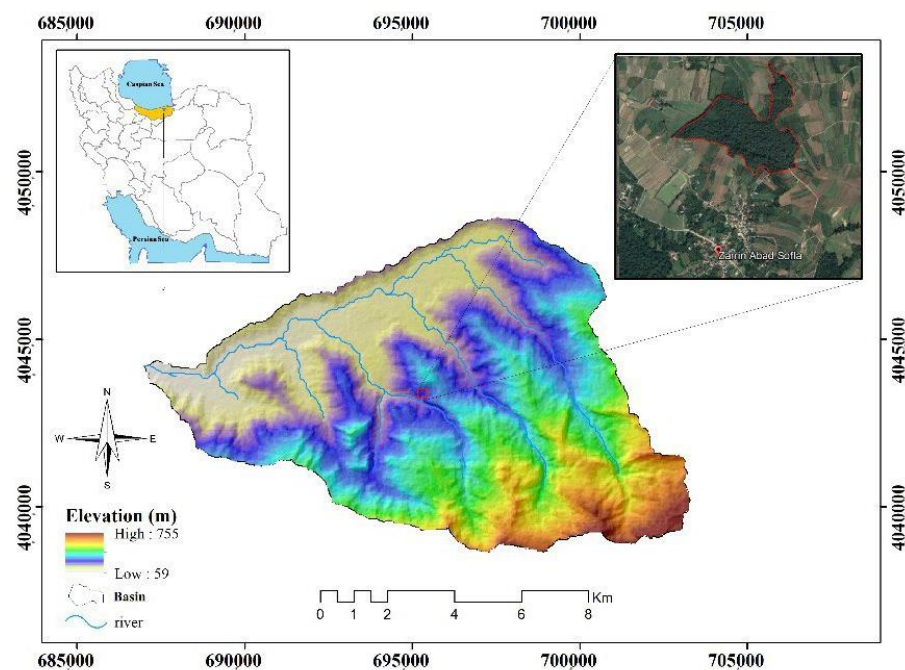 685000 690000 695000 700000 705000
Caspian Sea
Persian Sea
Zarrin Abad Sofla
4050000 4050000
4045000 4045000
4040000 4040000
N
W E
S
Elevation (m)
High : 755
Low : 59
Basin
river
Km
0 1 2 4 6 8
685000 690000 695000 700000 705000